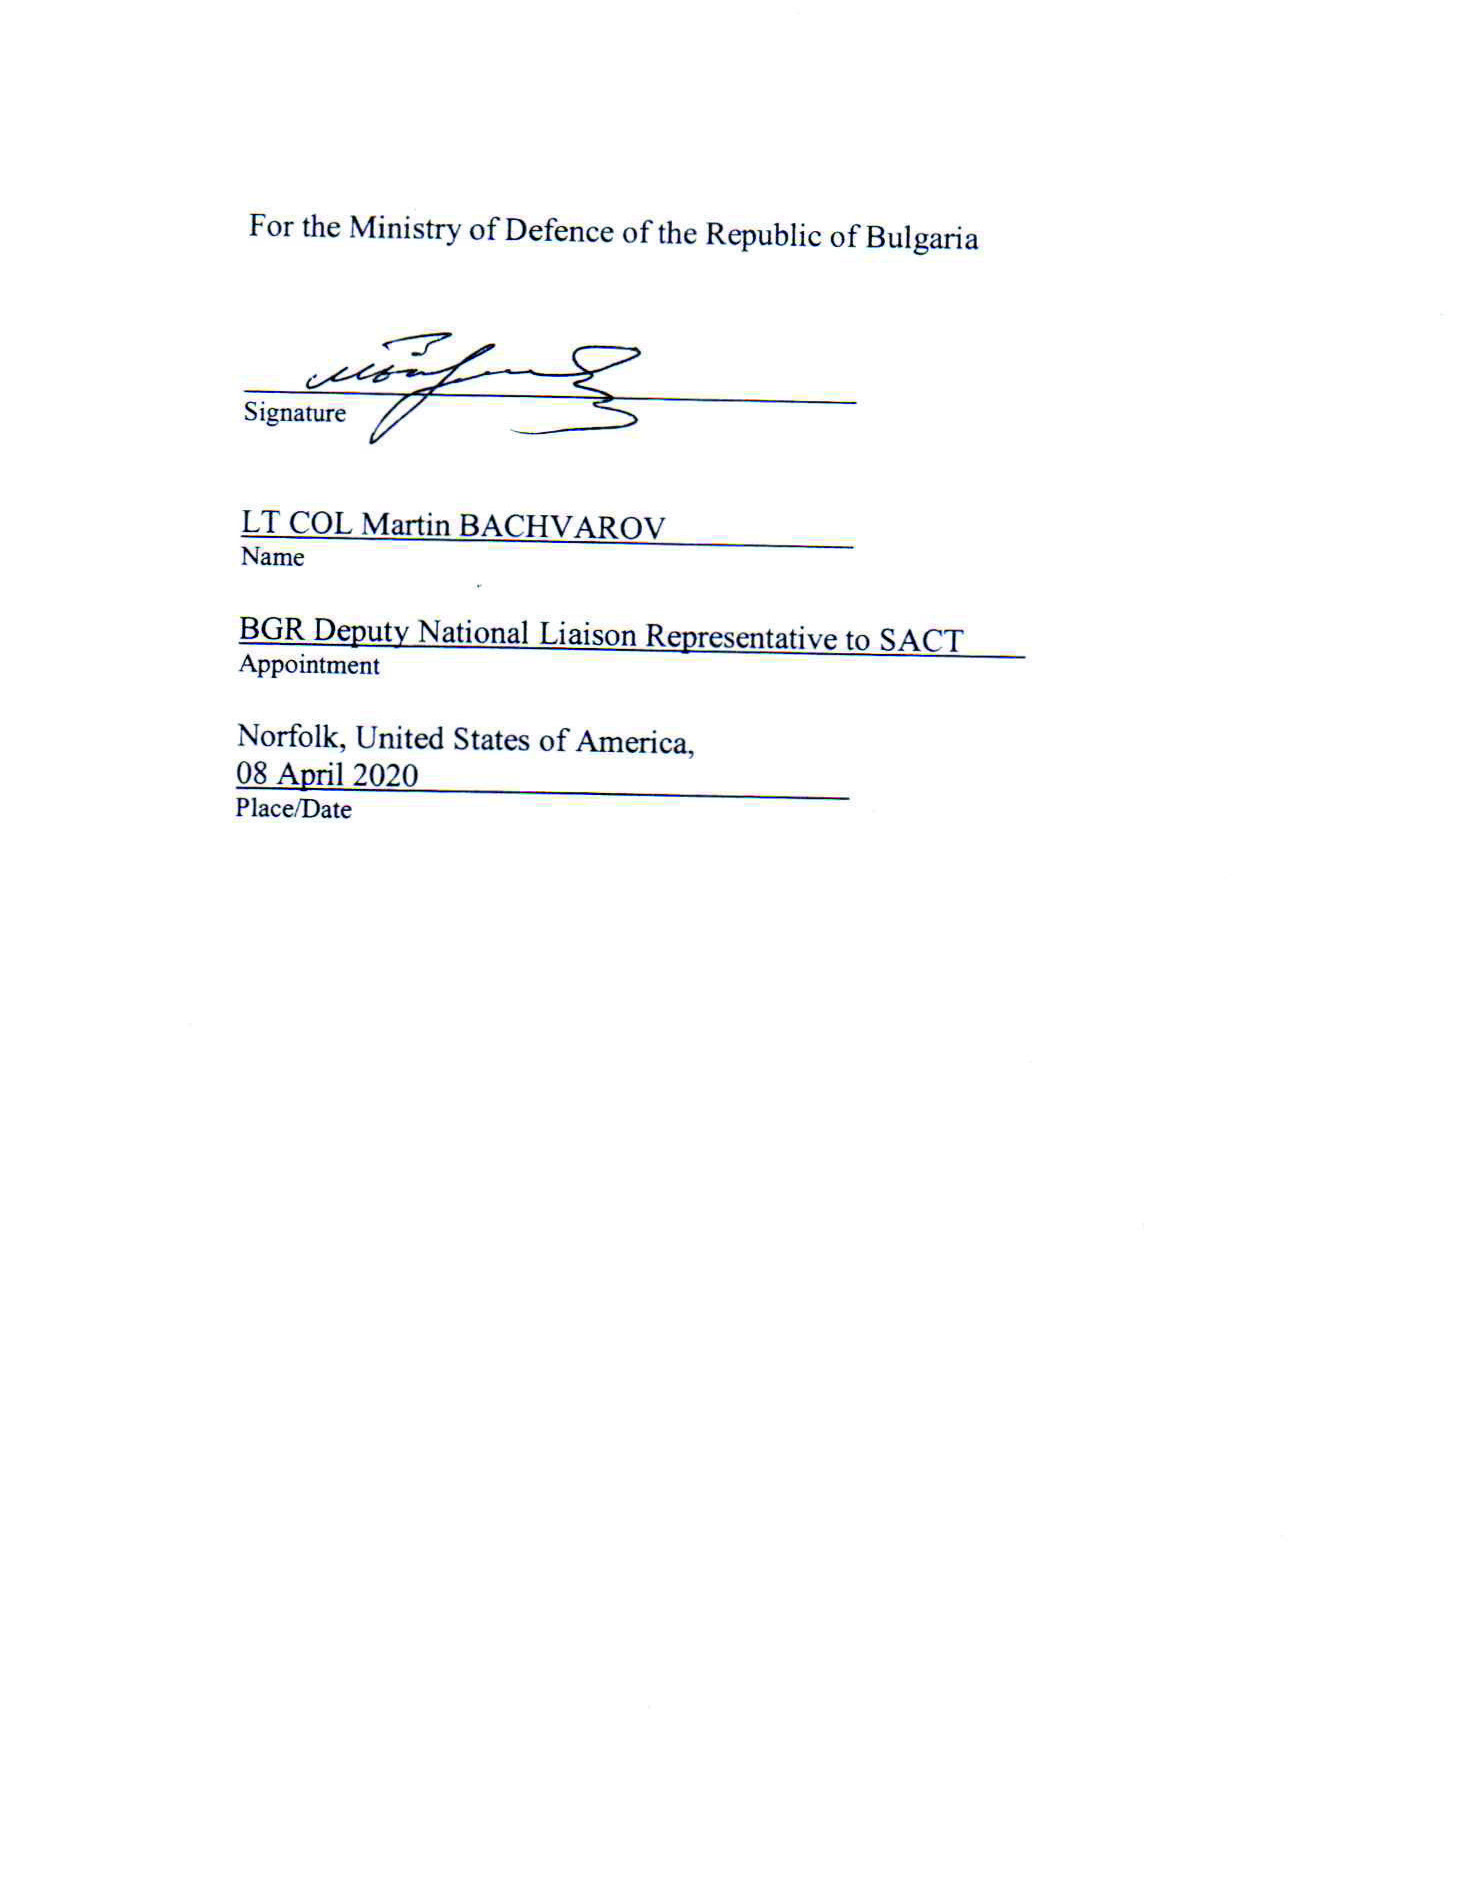 For the Ministry of Defence of the Republic of Bulgaria
Signature
LT COL Martin BACHVAROV
Name
BGR Deputy National Liaison Representative to SACT
Appointment
Norfolk, United States of America,
08 April 2020
Place/Date